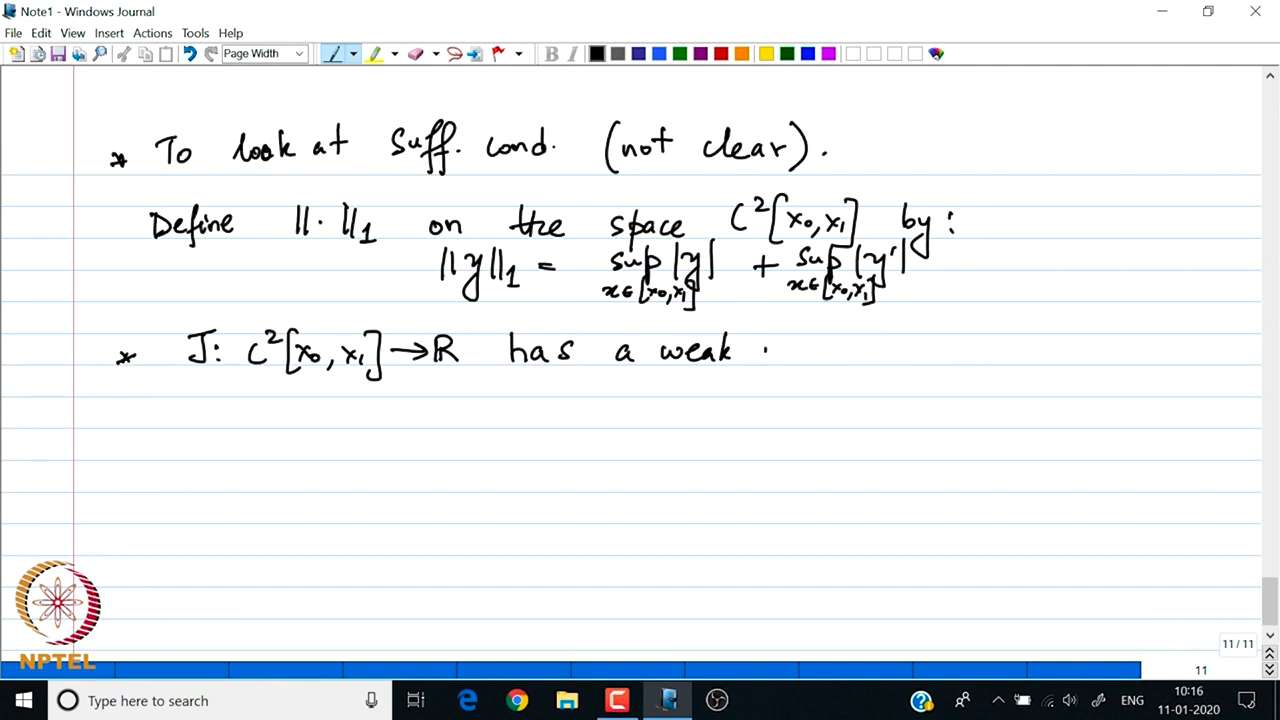 Note1 - Windows Journal
File Edit View Insert Actions Tools Help
Page Width
B I
* To look at suff. cond. (not clear).
Define ||·||₁ on the space C²[x₀, x₁] by:
||y||₁ = sup |y| + sup |y'|
x∈[x₀,x₁] x∈[x₀,x₁]
* J: C²[x₀, x₁] → R has a weak
NPTEL
11 / 11
11
Type here to search
ENG
10:16
11-01-2020